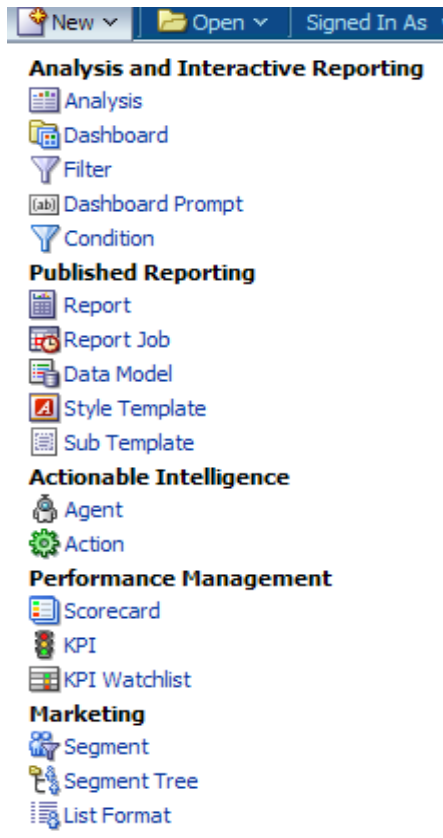 New Open Signed In As
Analysis and Interactive Reporting
Analysis
Dashboard
Filter
(ab) Dashboard Prompt
Condition
Published Reporting
Report
Report Job
Data Model
Style Template
Sub Template
Actionable Intelligence
Agent
Action
Performance Management
Scorecard
KPI
KPI Watchlist
Marketing
Segment
Segment Tree
List Format